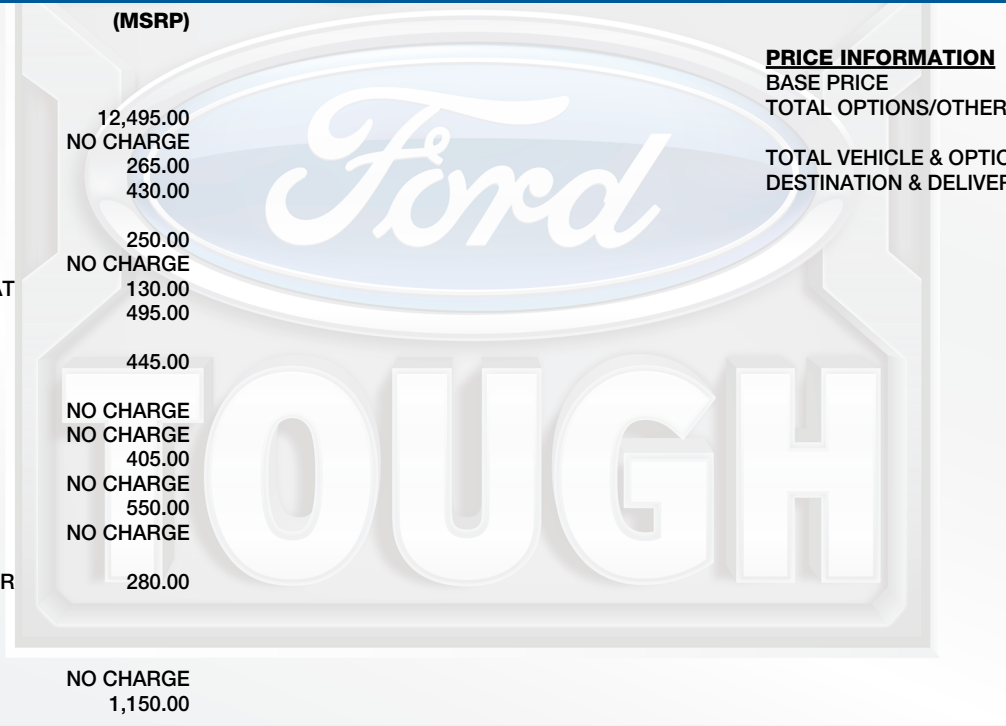 (MSRP)
12,495.00
NO CHARGE
265.00
430.00
250.00
NO CHARGE
AT 130.00
495.00
445.00
NO CHARGE
NO CHARGE
405.00
NO CHARGE
550.00
NO CHARGE
R 280.00
NO CHARGE
1,150.00
PRICE INFORMATION
BASE PRICE
TOTAL OPTIONS/OTHER
TOTAL VEHICLE & OPTIO
DESTINATION & DELIVER
Ford
TOUGH